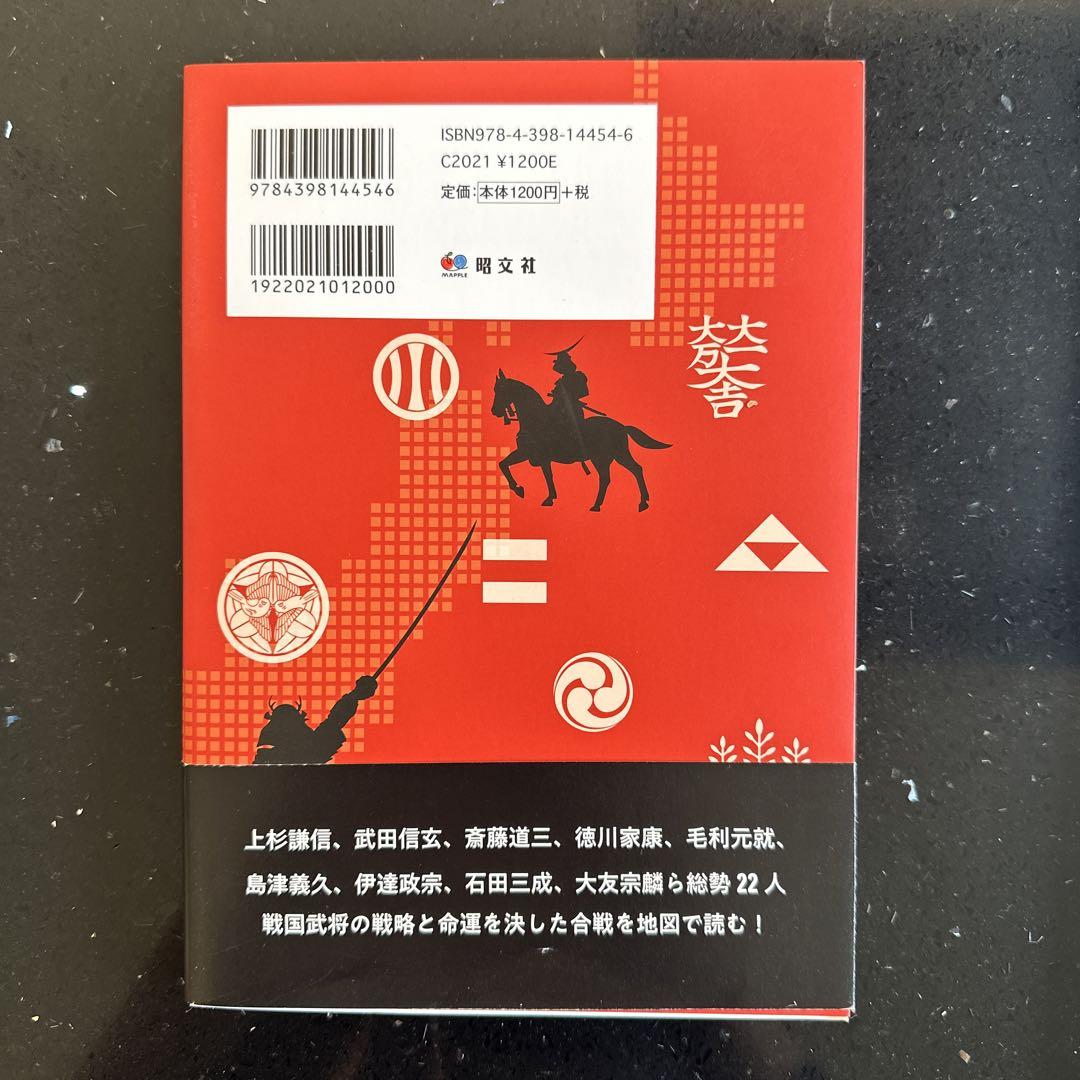 ISBN978-4-398-14454-6
C2021 ¥1200E
定価:本体1200円+税
9784398144546
1922021012000
MAPPLE
昭文社
大一
大万
大吉
上杉謙信、武田信玄、斎藤道三、徳川家康、毛利元就、
島津義久、伊達政宗、石田三成、大友宗麟ら総勢22人
戦国武将の戦略と命運を決した合戦を地図で読む!